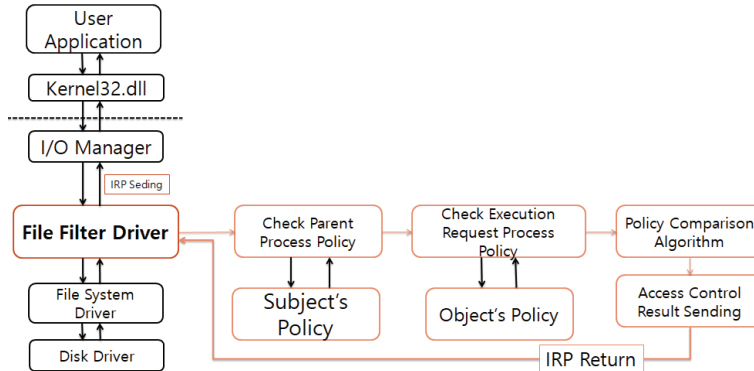 User
Application
Kernel32.dll
I/O Manager
IRP Seding
File Filter Driver
Check Parent
Process Policy
Check Execution
Request Process
Policy
Policy Comparison
Algorithm
Subject's
Policy
Object's Policy
Access Control
Result Sending
File System
Driver
Disk Driver
IRP Return